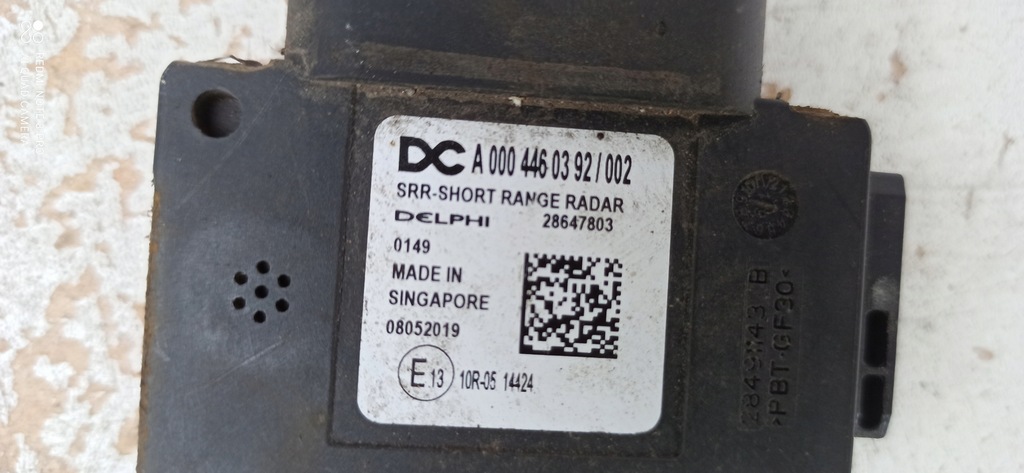 DC A 000 446 03 92 / 002
SRR-SHORT RANGE RADAR
DELPHI 28647803
0149
MADE IN
SINGAPORE
08052019
E 13 10R-05 14424
>PBT-GF30<